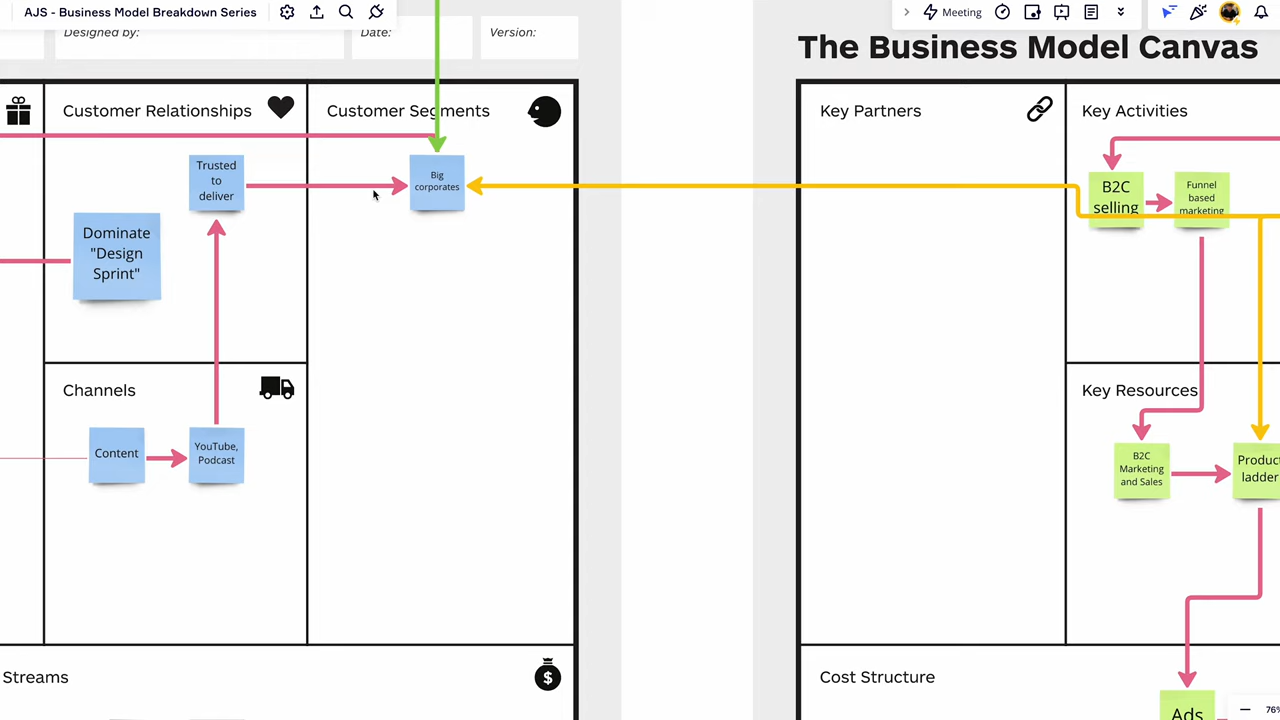 AJS - Business Model Breakdown Series
Meeting
Designed by:
Date:
Version:
The Business Model Canvas
Customer Relationships
Customer Segments
Trusted
to
deliver
Big
corporates
Dominate
"Design
Sprint"
Channels
Content
YouTube,
Podcast
Streams
$
Key Partners
Key Activities
B2C
selling
Funnel
based
marketing
Key Resources
B2C
Marketing
and Sales
Product
ladder
Cost Structure
Ads
76%